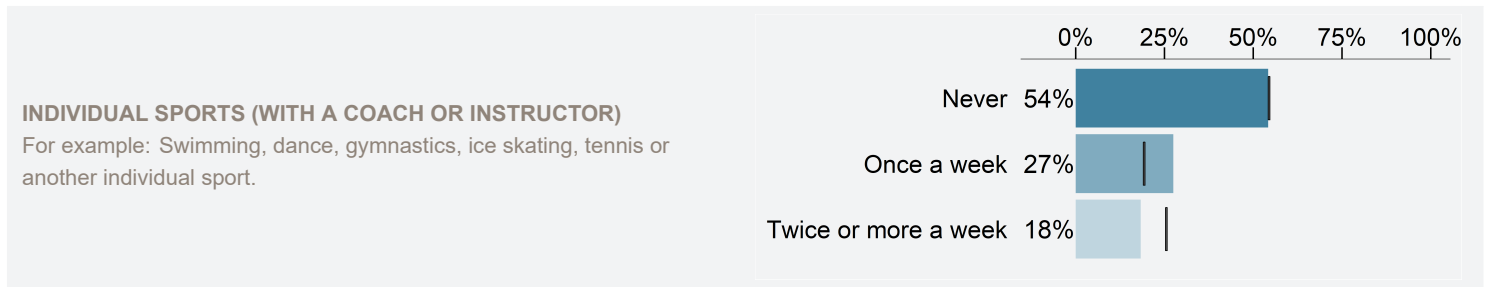 0% 25% 50% 75% 100%
INDIVIDUAL SPORTS (WITH A COACH OR INSTRUCTOR)
For example: Swimming, dance, gymnastics, ice skating, tennis or
another individual sport.
Never 54%
Once a week 27%
Twice or more a week 18%